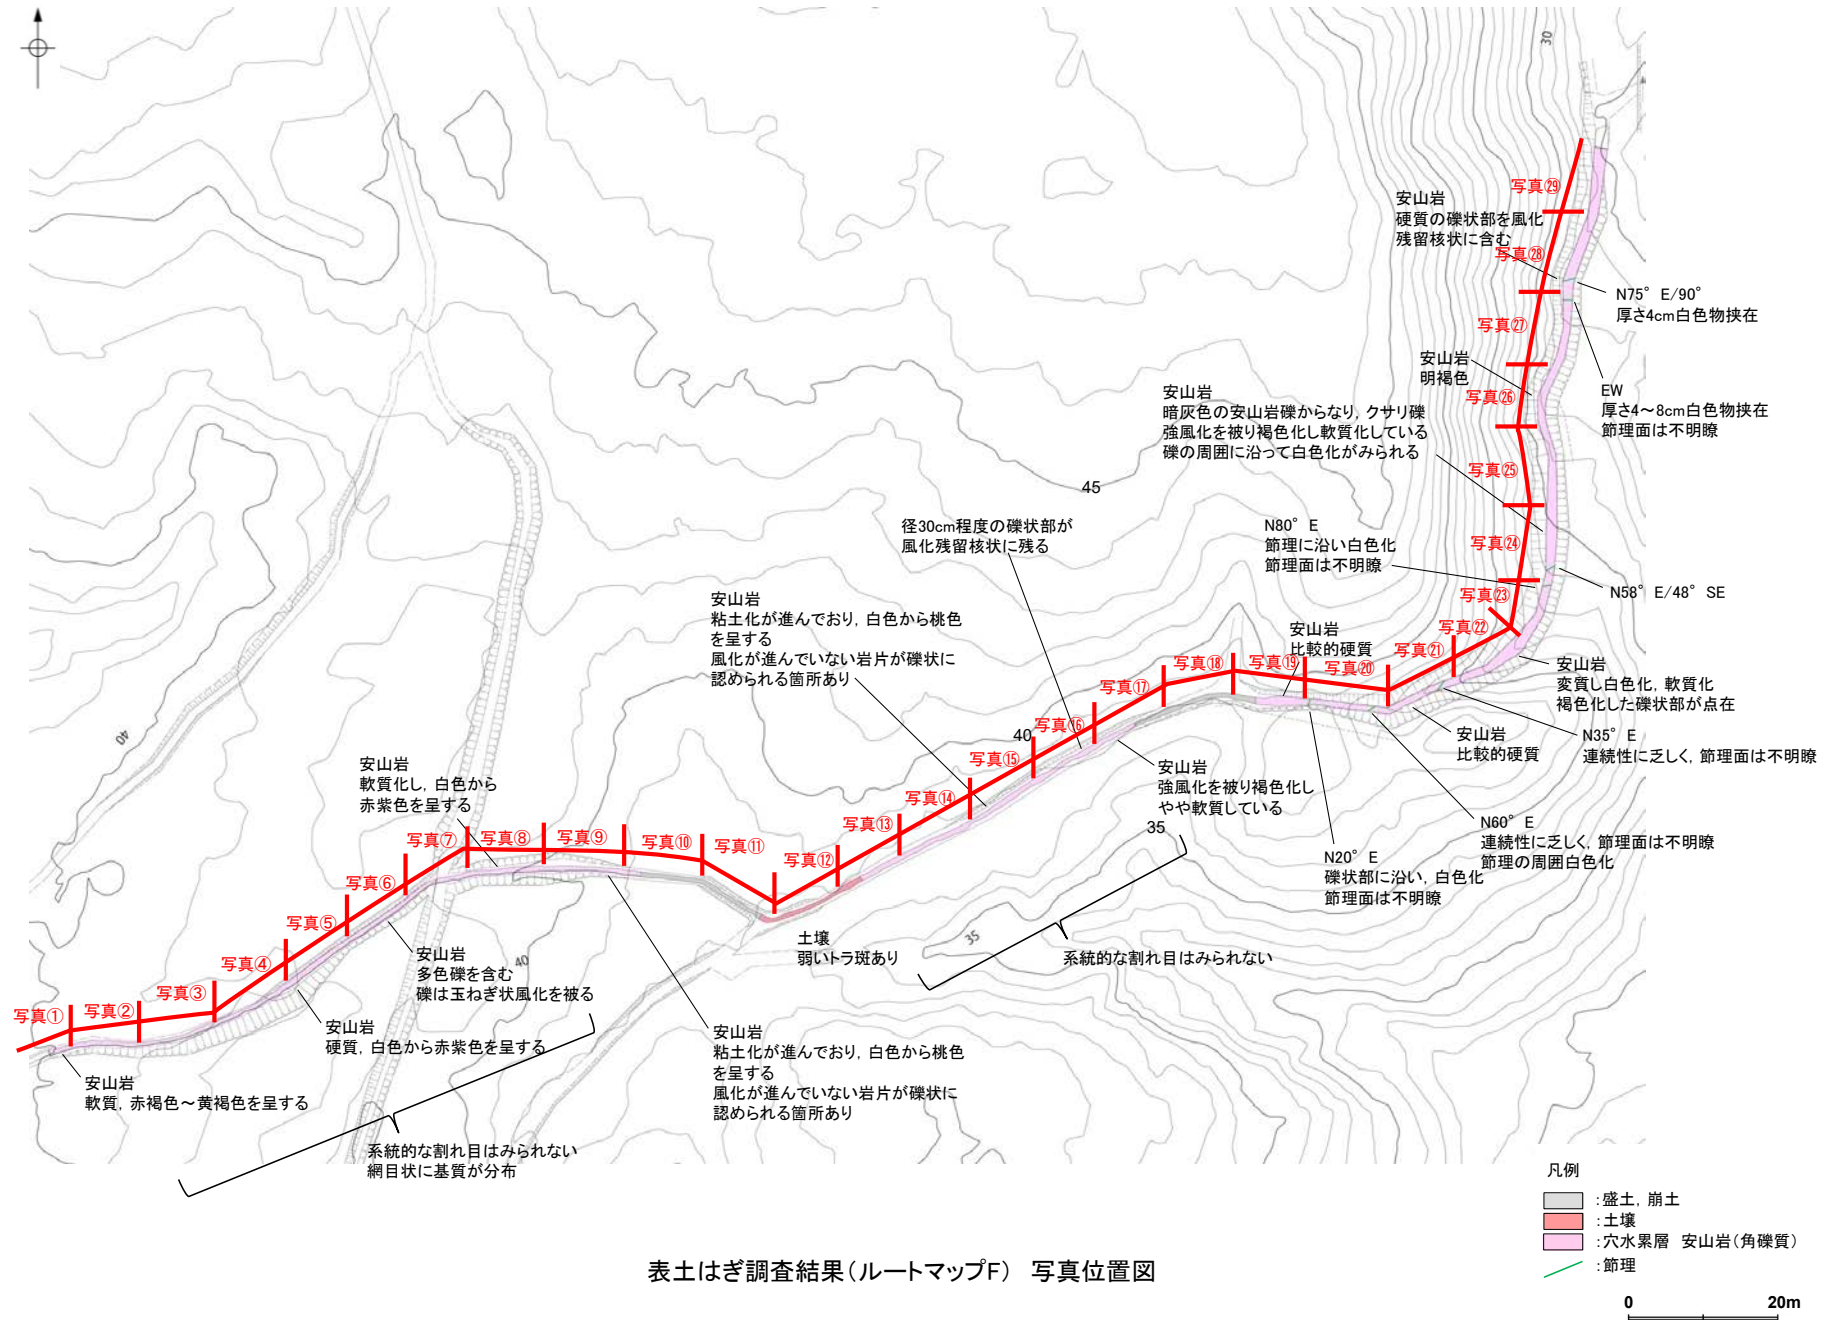 30
写真㉙
安山岩
硬質の礫状部を風化
残留核状に含む
写真㉘
N75° E/90°
厚さ4cm白色物挟在
写真㉗
安山岩
明褐色
写真㉖
EW
厚さ4～8cm白色物挟在
節理面は不明瞭
安山岩
暗灰色の安山岩礫からなり, クサリ礫
強風化を被り褐色化し軟質化している
礫の周囲に沿って白色化がみられる
写真㉕
45
径30cm程度の礫状部が
風化残留核状に残る
N80° E
節理に沿い白色化
節理面は不明瞭
写真㉔
N58° E/48° SE
写真㉓
安山岩
粘土化が進んでおり, 白色から桃色
を呈する
風化が進んでいない岩片が礫状に
認められる箇所あり
写真㉒
安山岩
比較的硬質
写真㉑
写真⑳
写真⑲
写真⑱
写真⑰
安山岩
変質し白色化, 軟質化
褐色化した礫状部が点在
写真⑯
40
写真⑮
安山岩
比較的硬質
N35° E
連続性に乏しく, 節理面は不明瞭
安山岩
強風化を被り褐色化し
やや軟質している
35
N60° E
連続性に乏しく, 節理面は不明瞭
節理の周囲白色化
N20° E
礫状部に沿い, 白色化
節理面は不明瞭
写真⑭
写真⑬
写真⑫
写真⑪
写真⑩
写真⑨
写真⑧
写真⑦
安山岩
軟質化し, 白色から
赤紫色を呈する
40
写真⑥
写真⑤
写真④
写真③
写真②
写真①
土壌
弱いトラ斑あり
35
系統的な割れ目はみられない
安山岩
多色礫を含む
礫は玉ねぎ状風化を被る
40
安山岩
硬質, 白色から赤紫色を呈する
安山岩
粘土化が進んでおり, 白色から桃色
を呈する
風化が進んでいない岩片が礫状に
認められる箇所あり
安山岩
軟質, 赤褐色～黄褐色を呈する
系統的な割れ目はみられない
網目状に基質が分布
凡例
:盛土, 崩土
:土壌
:穴水累層 安山岩(角礫質)
:節理
表土はぎ調査結果(ルートマップF) 写真位置図
0 20m